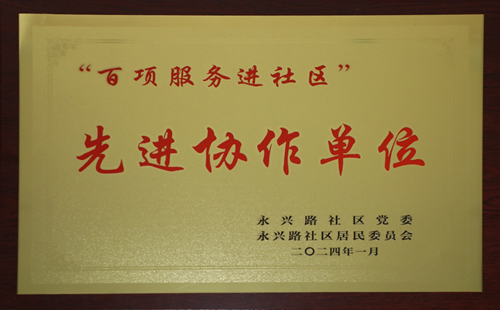 “百项服务进社区”
先进协作单位
永兴路社区党委
永兴路社区居民委员会
二〇二四年一月